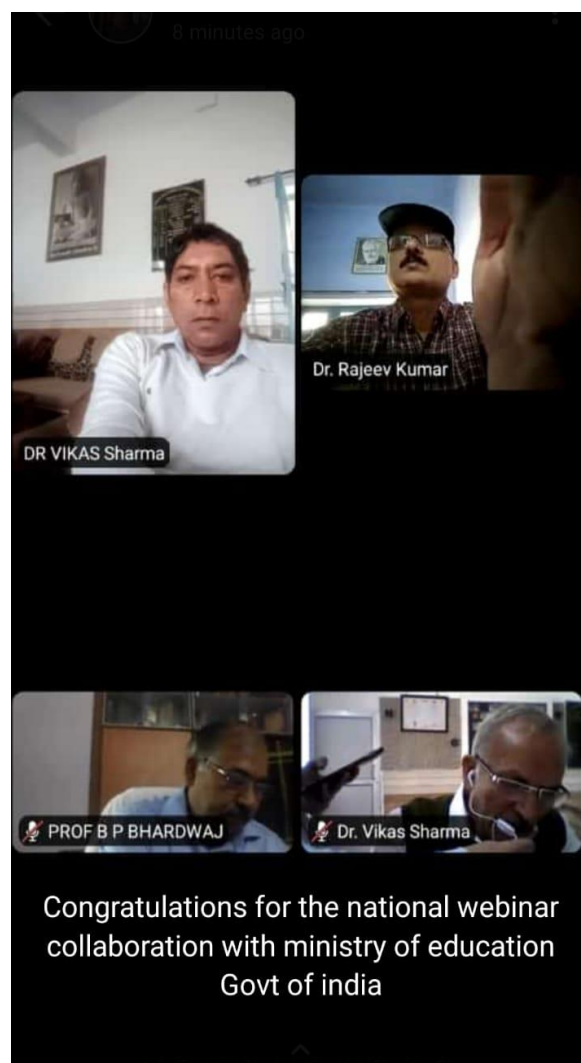 8 minutes ago
DR VIKAS Sharma
Dr. Rajeev Kumar
PROF B P BHARDWAJ
Dr. Vikas Sharma
Congratulations for the national webinar
collaboration with ministry of education
Govt of india